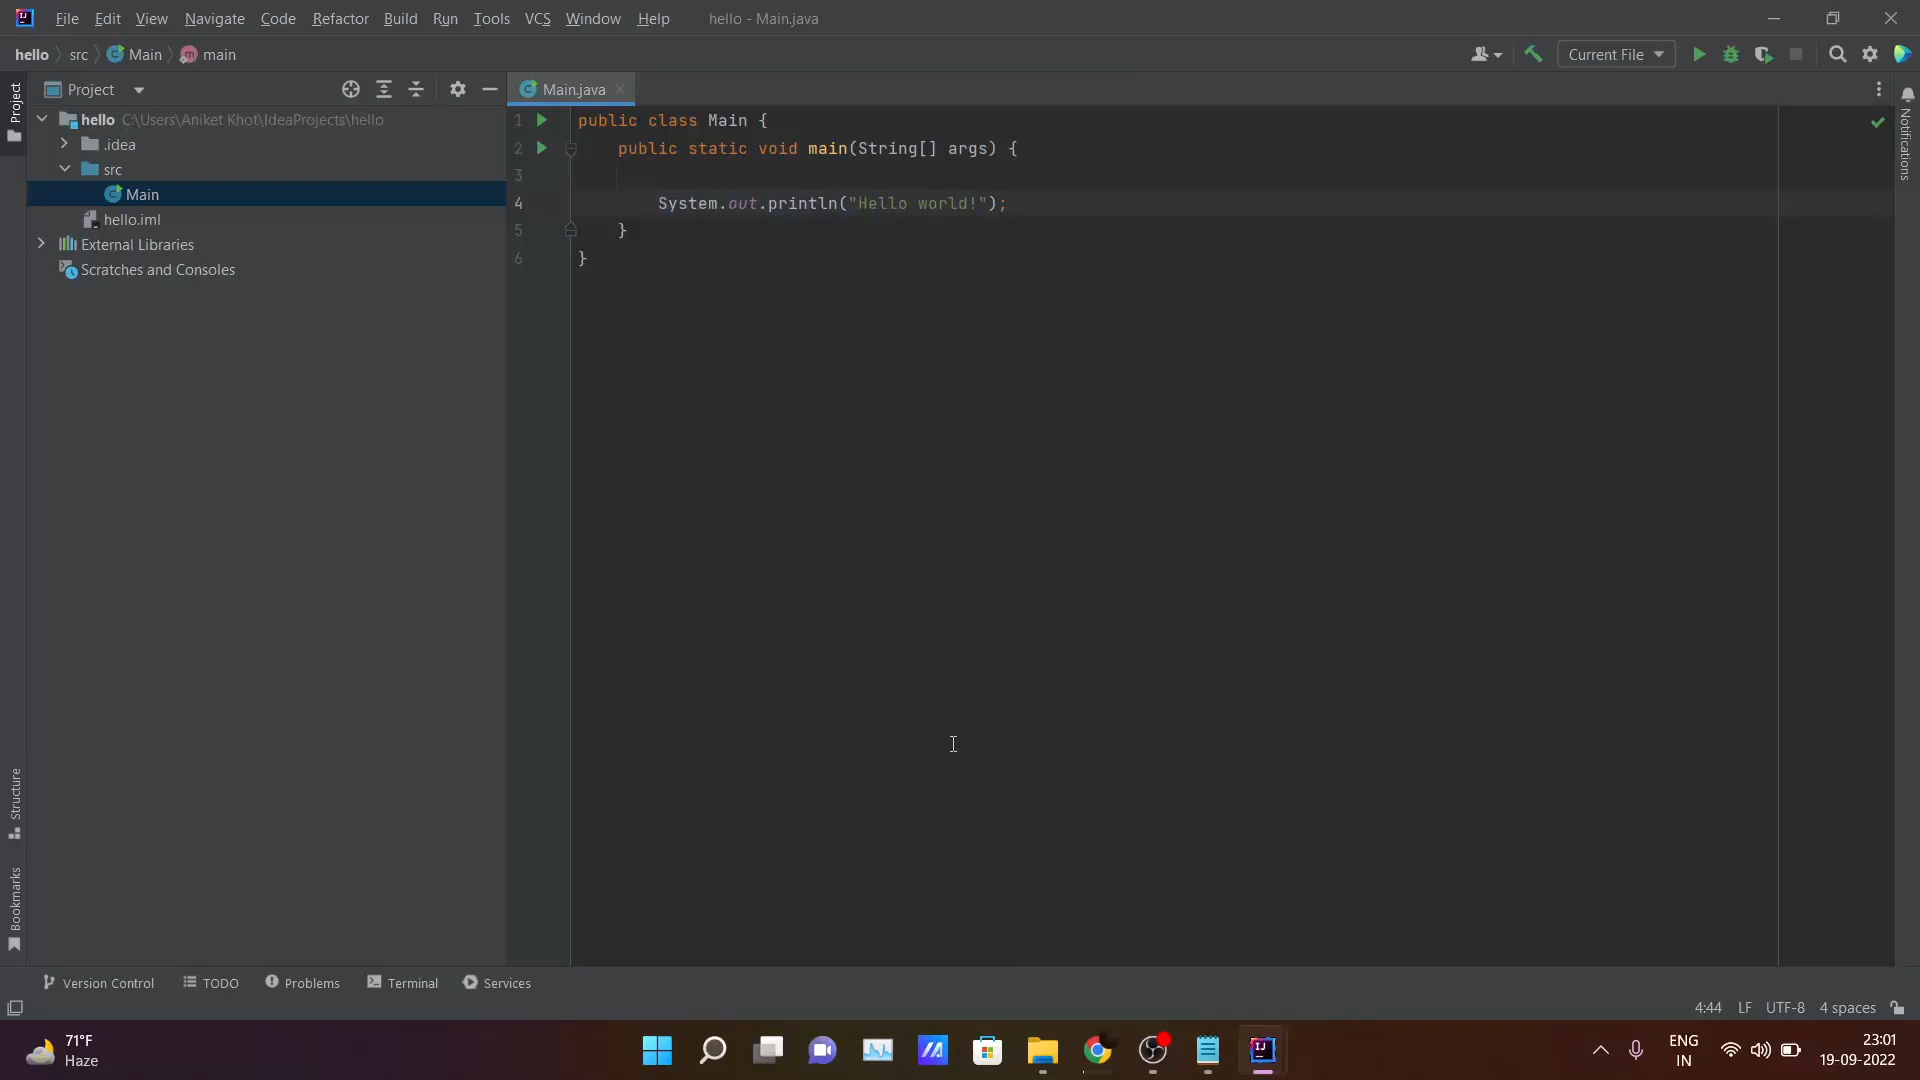 File Edit View Navigate Code Refactor Build Run Tools VCS Window Help hello - Main.java
hello src Main main Current File
Project
Main.java
hello C:\Users\Aniket Khot\IdeaProjects\hello
.idea
src
Main
hello.iml
External Libraries
Scratches and Consoles
1 public class Main {
2 public static void main(String[] args) {
3
4 System.out.println("Hello world!");
5 }
6 }
Project
Structure
Bookmarks
Notifications
Version Control TODO Problems Terminal Services
4:44 LF UTF-8 4 spaces
71°F
Haze
ENG
IN
23:01
19-09-2022